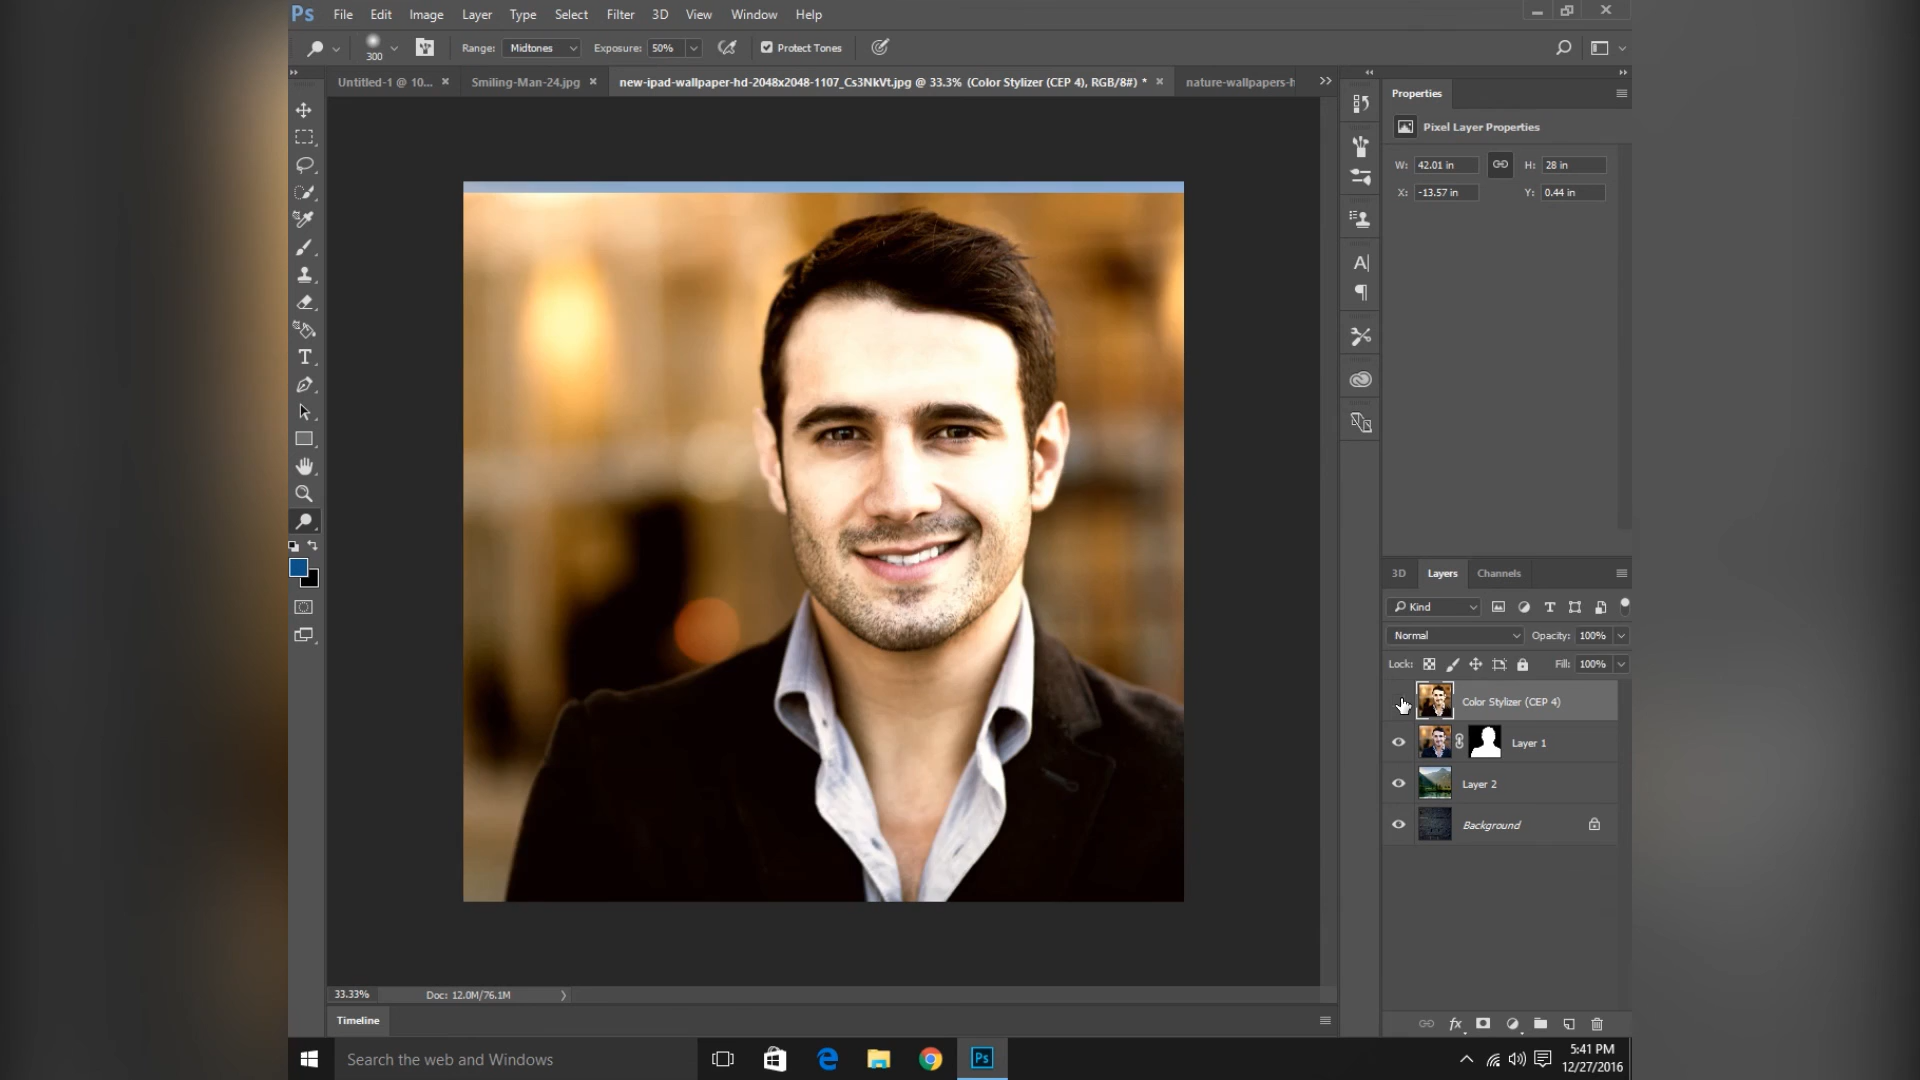 Ps File Edit Image Layer Type Select Filter 3D View Window Help
300 Range: Midtones Exposure: 50% Protect Tones
Untitled-1 @ 10... × Smiling-Man-24.jpg × new-ipad-wallpaper-hd-2048x2048-1107_Cs3NkVt.jpg @ 33.3% (Color Stylizer (CEP 4), RGB/8#) * × nature-wallpapers-h
Properties
Pixel Layer Properties
W: 42.01 in H: 28 in
X: -13.57 in Y: 0.44 in
3D Layers Channels
Kind
Normal Opacity: 100%
Lock: Fill: 100%
Color Stylizer (CEP 4)
Layer 1
Layer 2
Background
fx
33.33% Doc: 12.0M/76.1M
Timeline
Search the web and Windows
Ps
5:41 PM
12/27/2016